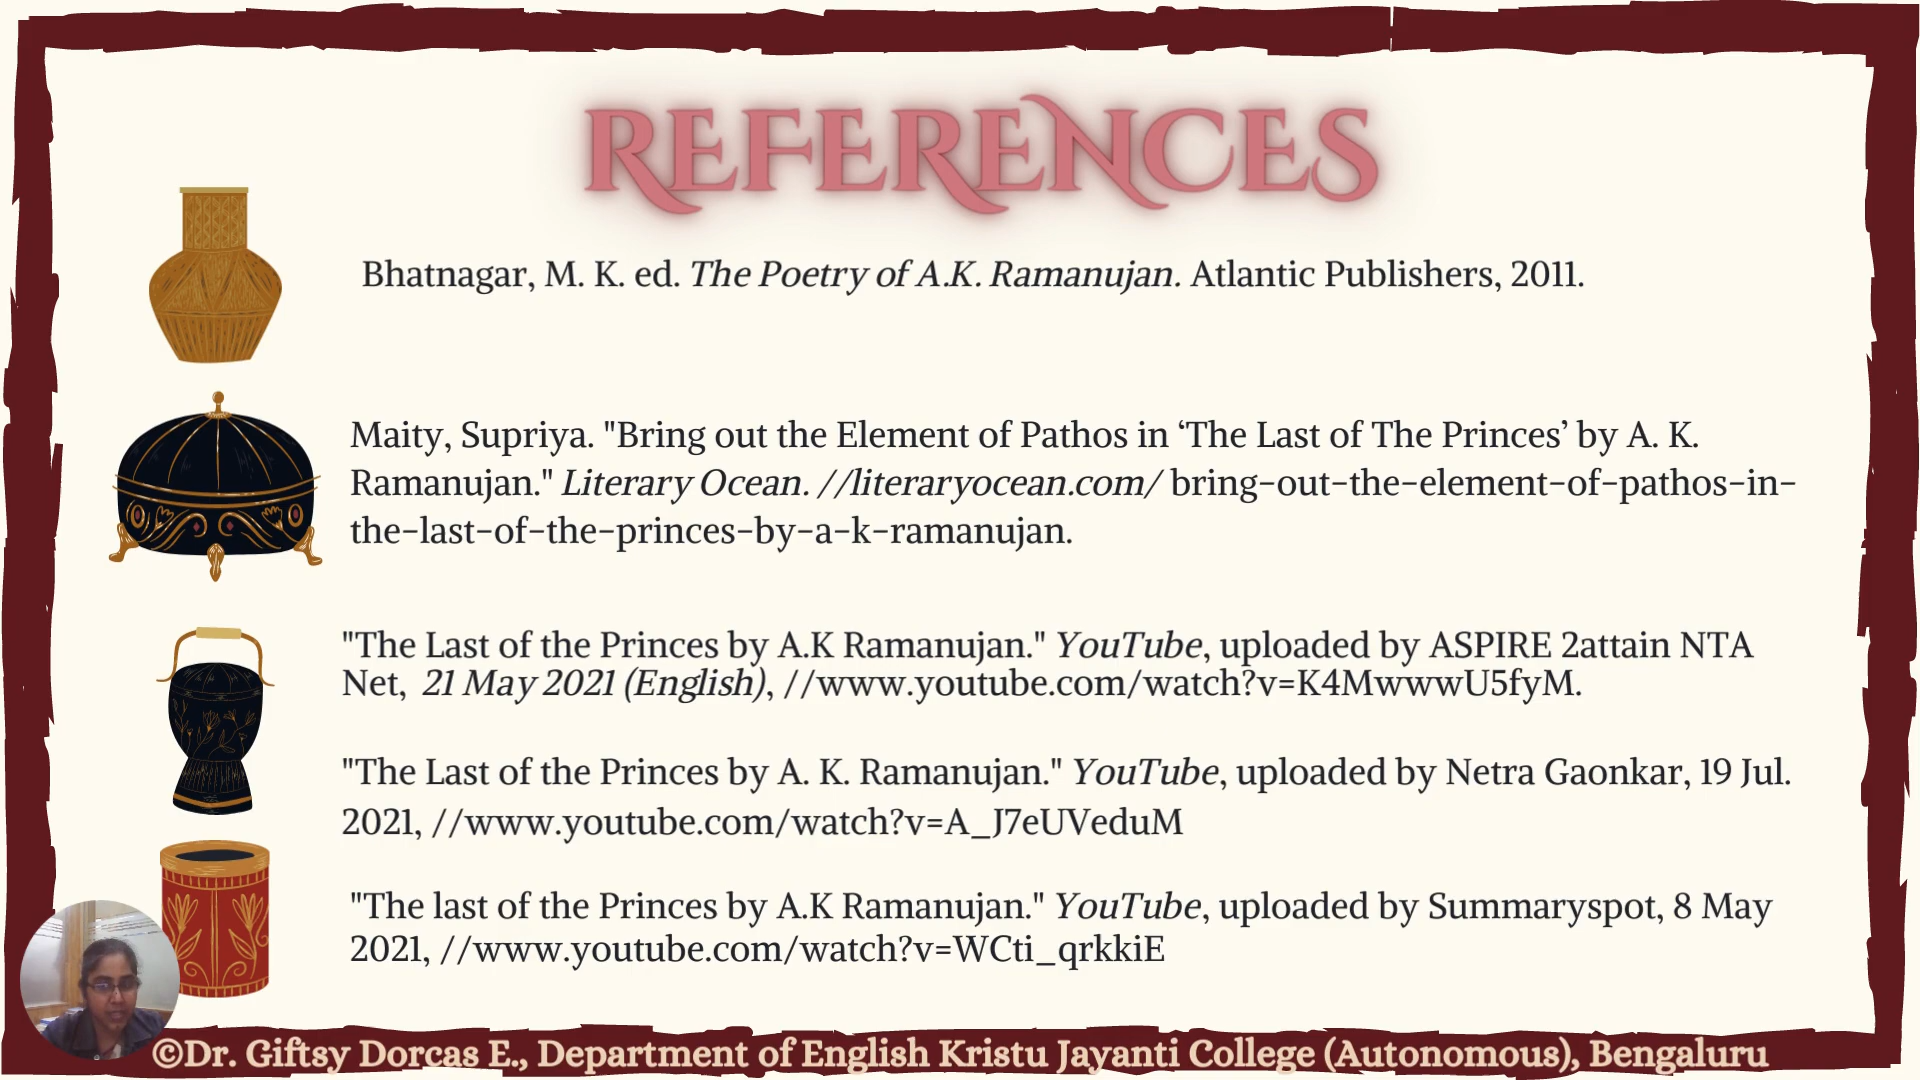 REFERENCES
Bhatnagar, M. K. ed. The Poetry of A.K. Ramanujan. Atlantic Publishers, 2011.
Maity, Supriya. "Bring out the Element of Pathos in ‘The Last of The Princes’ by A. K.
Ramanujan." Literary Ocean. //literaryocean.com/ bring-out-the-element-of-pathos-in-
the-last-of-the-princes-by-a-k-ramanujan.
"The Last of the Princes by A.K Ramanujan." YouTube, uploaded by ASPIRE 2attain NTA
Net, 21 May 2021 (English), //www.youtube.com/watch?v=K4MwwwU5fyM.
"The Last of the Princes by A. K. Ramanujan." YouTube, uploaded by Netra Gaonkar, 19 Jul.
2021, //www.youtube.com/watch?v=A_J7eUVeduM
"The last of the Princes by A.K Ramanujan." YouTube, uploaded by Summaryspot, 8 May
2021, //www.youtube.com/watch?v=WCti_qrkkiE
©Dr. Giftsy Dorcas E., Department of English Kristu Jayanti College (Autonomous), Bengaluru